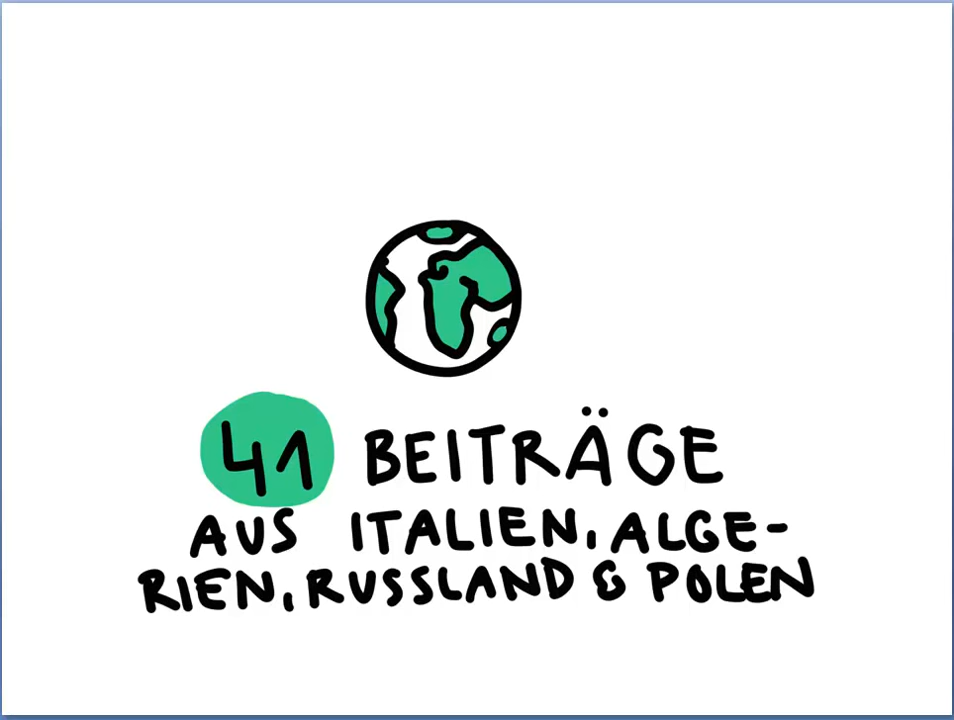 41 BEITRÄGE
AUS ITALIEN, ALGE-
RIEN, RUSSLAND & POLEN